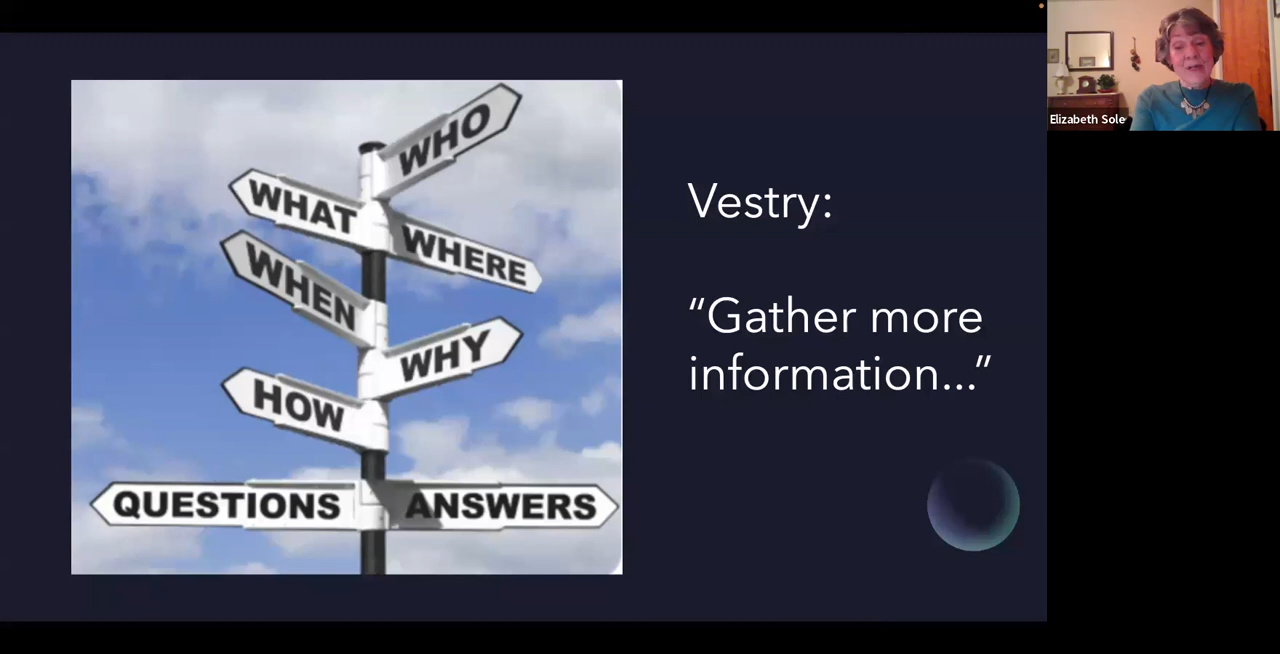 WHO
WHAT
WHERE
WHEN
WHY
HOW
QUESTIONS
ANSWERS
Vestry:
“Gather more
information...”
Elizabeth Sole